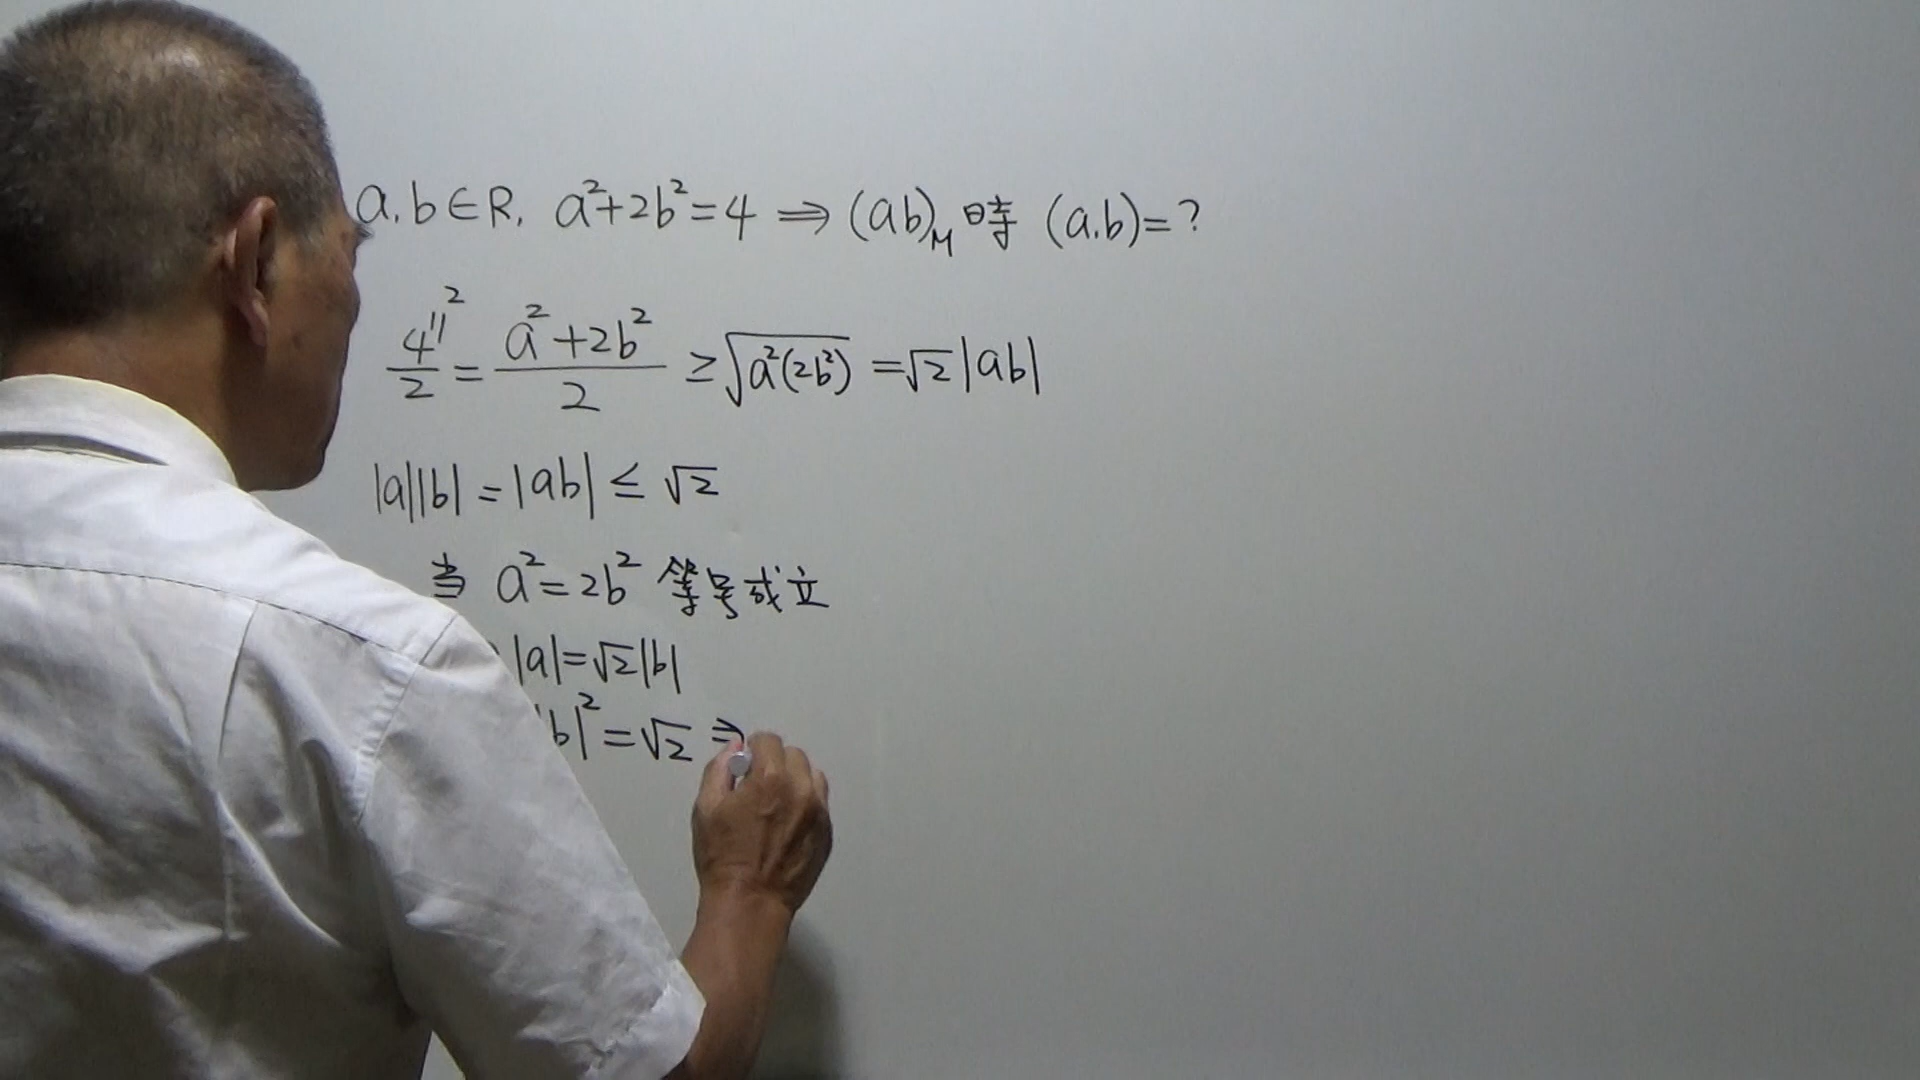 a.b∈R, a²+2b²=4 ⇒ (ab)M 時 (a.b)=?
4/2 = (a²+2b²)/2 ≥ √(a²(2b²)) = √2|ab|
|a||b| = |ab| ≤ √2
当 a²=2b² 等号成立
|a|=√2|b|
b|²=√2 ⇒